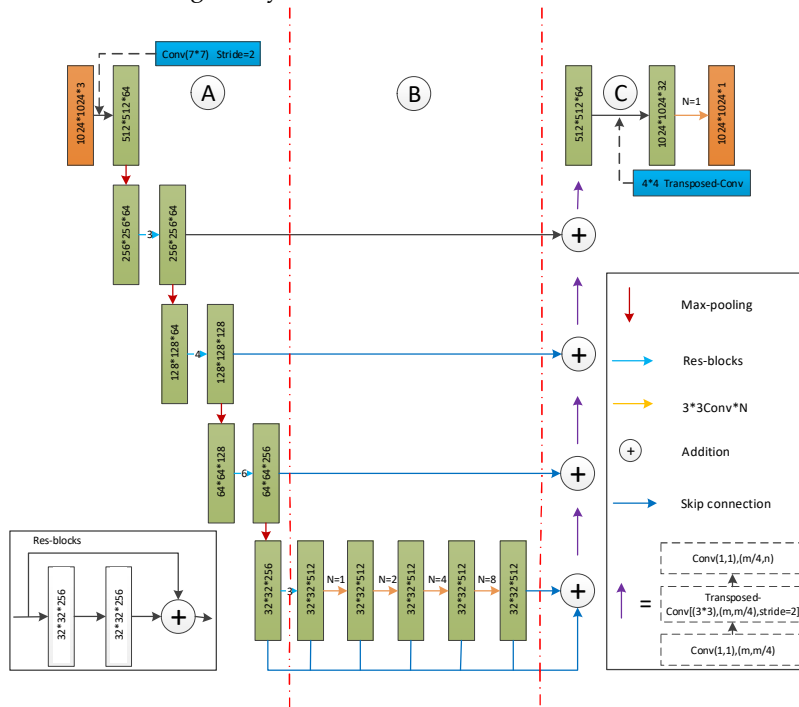 Conv(7*7) Stride=2
A
B
C
1024*1024*3
512*512*64
512*512*64
1024*1024*32
N=1
1024*1024*1
4*4 Transposed-Conv
256*256*64
3
256*256*64
+
128*128*64
4
128*128*128
+
64*64*128
6
64*64*256
+
32*32*256
3
32*32*512
N=1
32*32*512
N=2
32*32*512
N=4
32*32*512
N=8
32*32*512
+
Res-blocks
32*32*256
32*32*256
+
Max-pooling
Res-blocks
3*3Conv*N
+
Addition
Skip connection
=
Conv(1,1),(m/4,n)
Transposed-
Conv[(3*3),(m,m/4),stride=2]
Conv(1,1),(m,m/4)